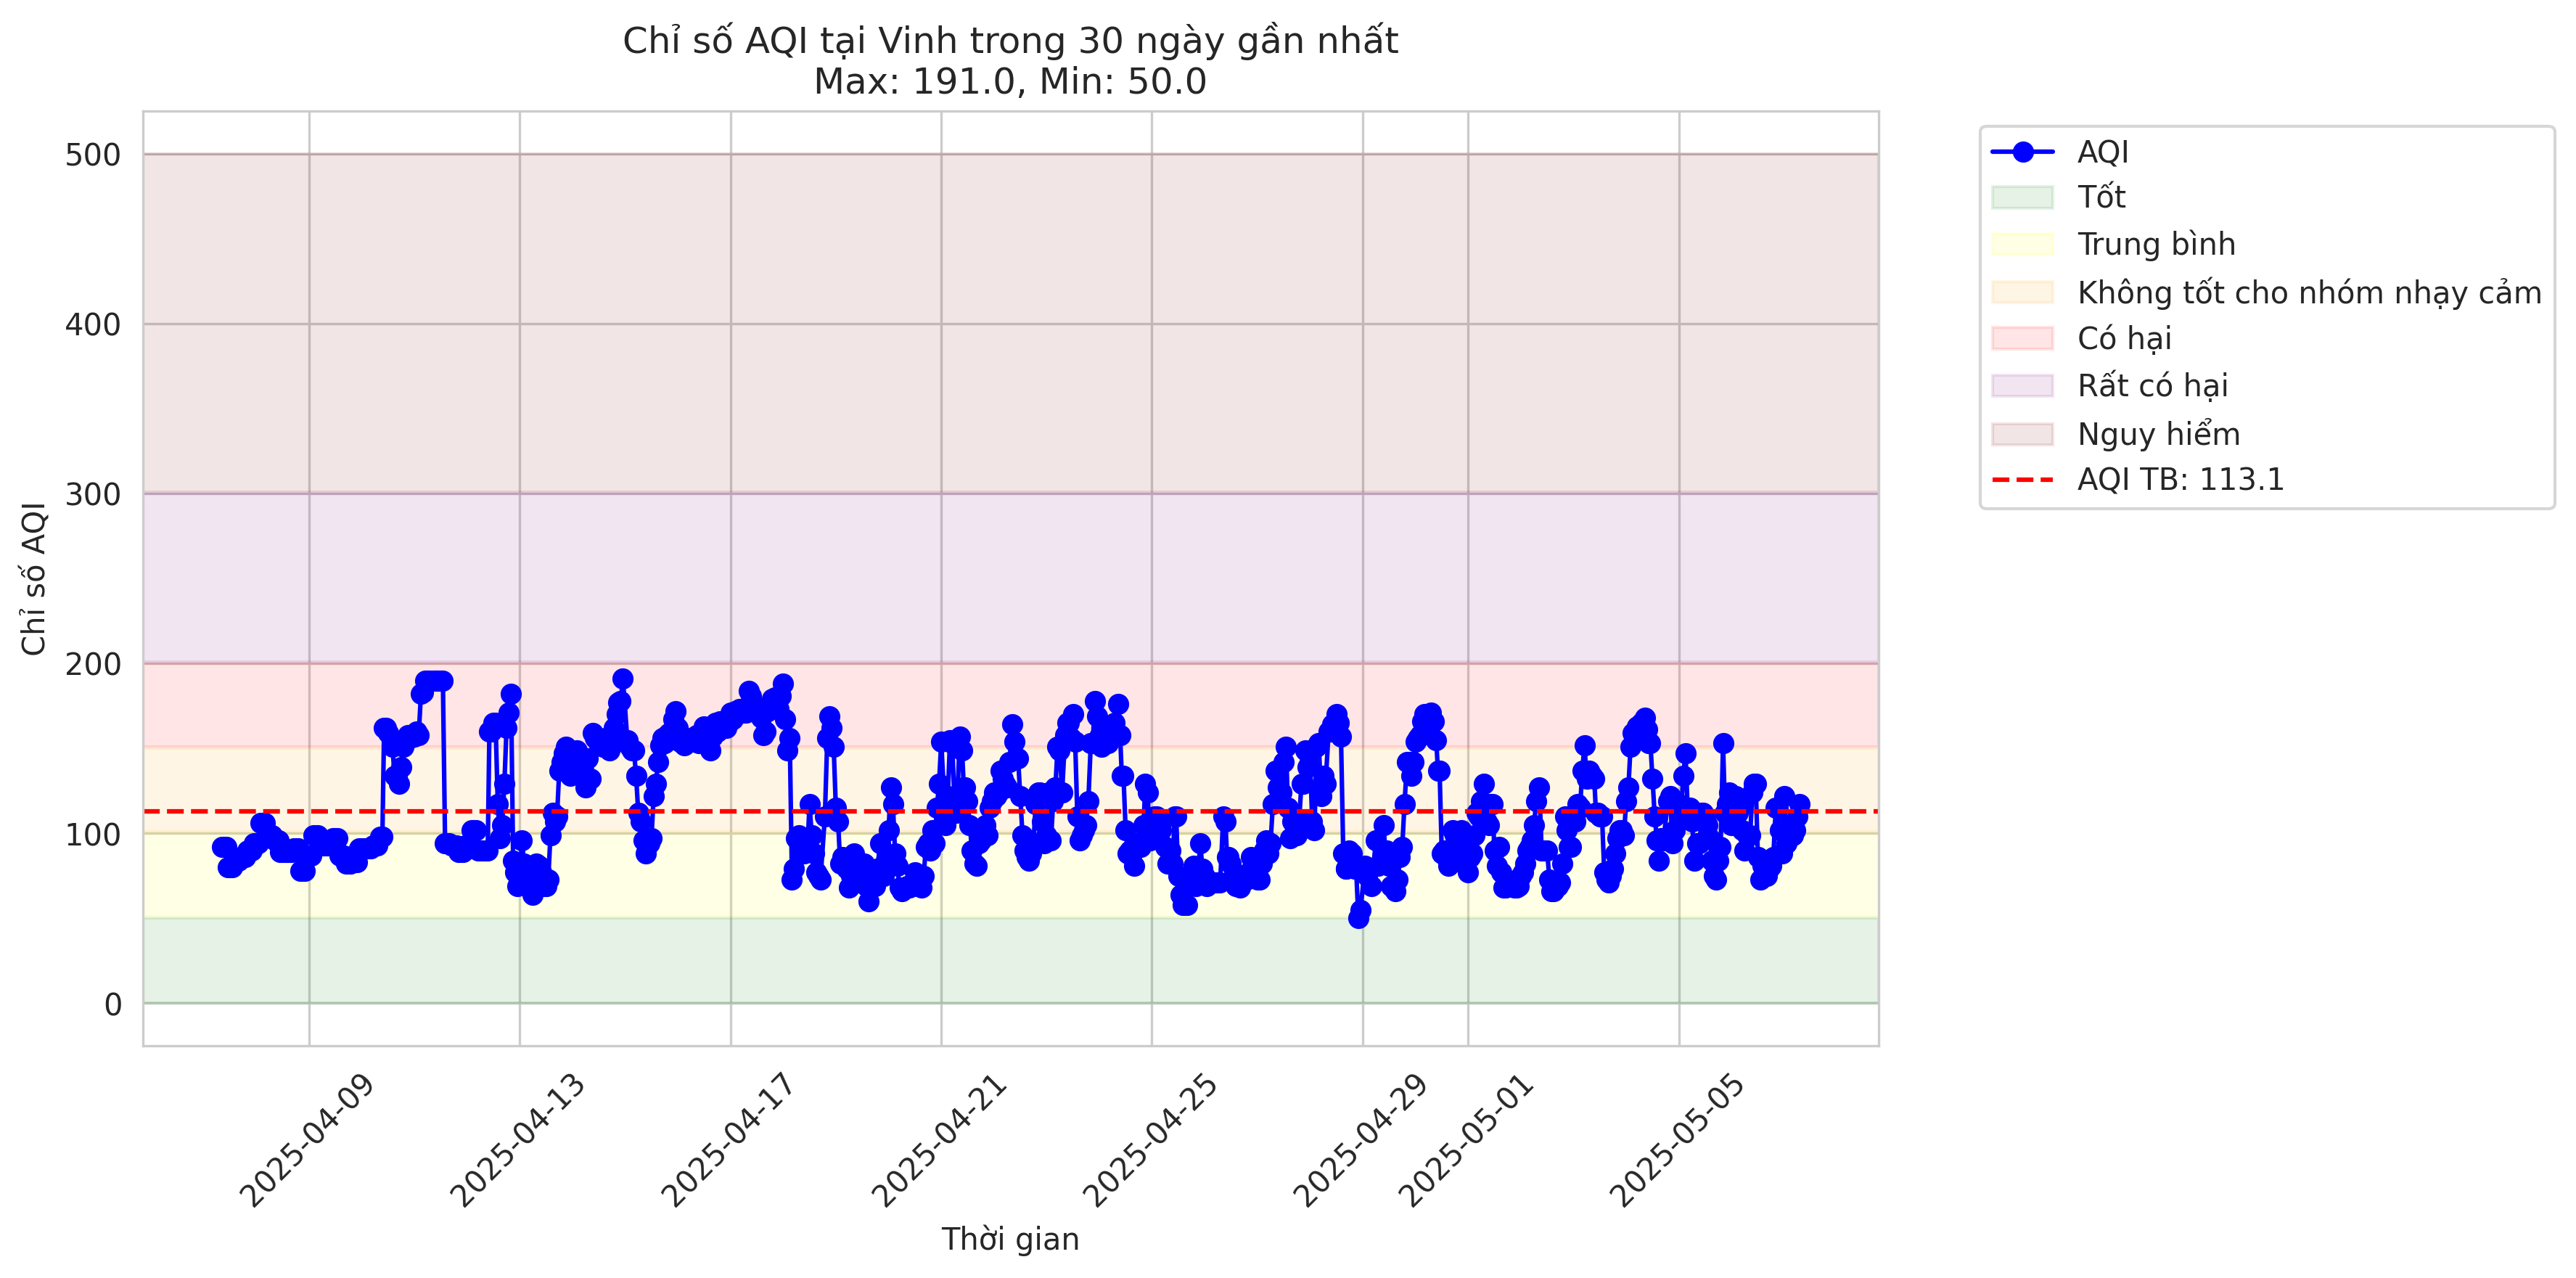 Chỉ số AQI tại Vinh trong 30 ngày gần nhất
Max: 191.0, Min: 50.0
Chỉ số AQI
500
400
300
200
100
0
2025-04-09
2025-04-13
2025-04-17
2025-04-21
2025-04-25
2025-04-29
2025-05-01
2025-05-05
Thời gian
AQI
Tốt
Trung bình
Không tốt cho nhóm nhạy cảm
Có hại
Rất có hại
Nguy hiểm
AQI TB: 113.1